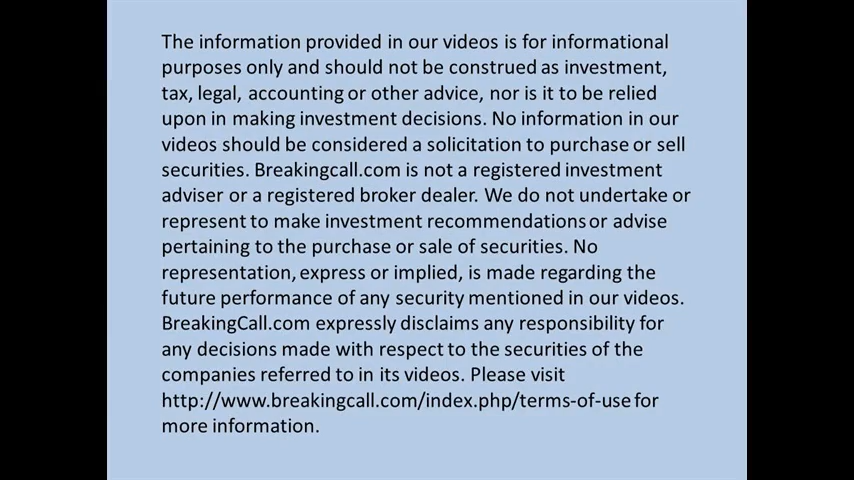 The information provided in our videos is for informational
purposes only and should not be construed as investment,
tax, legal, accounting or other advice, nor is it to be relied
upon in making investment decisions. No information in our
videos should be considered a solicitation to purchase or sell
securities. Breakingcall.com is not a registered investment
adviser or a registered broker dealer. We do not undertake or
represent to make investment recommendations or advise
pertaining to the purchase or sale of securities. No
representation, express or implied, is made regarding the
future performance of any security mentioned in our videos.
BreakingCall.com expressly disclaims any responsibility for
any decisions made with respect to the securities of the
companies referred to in its videos. Please visit
http://www.breakingcall.com/index.php/terms-of-use for
more information.